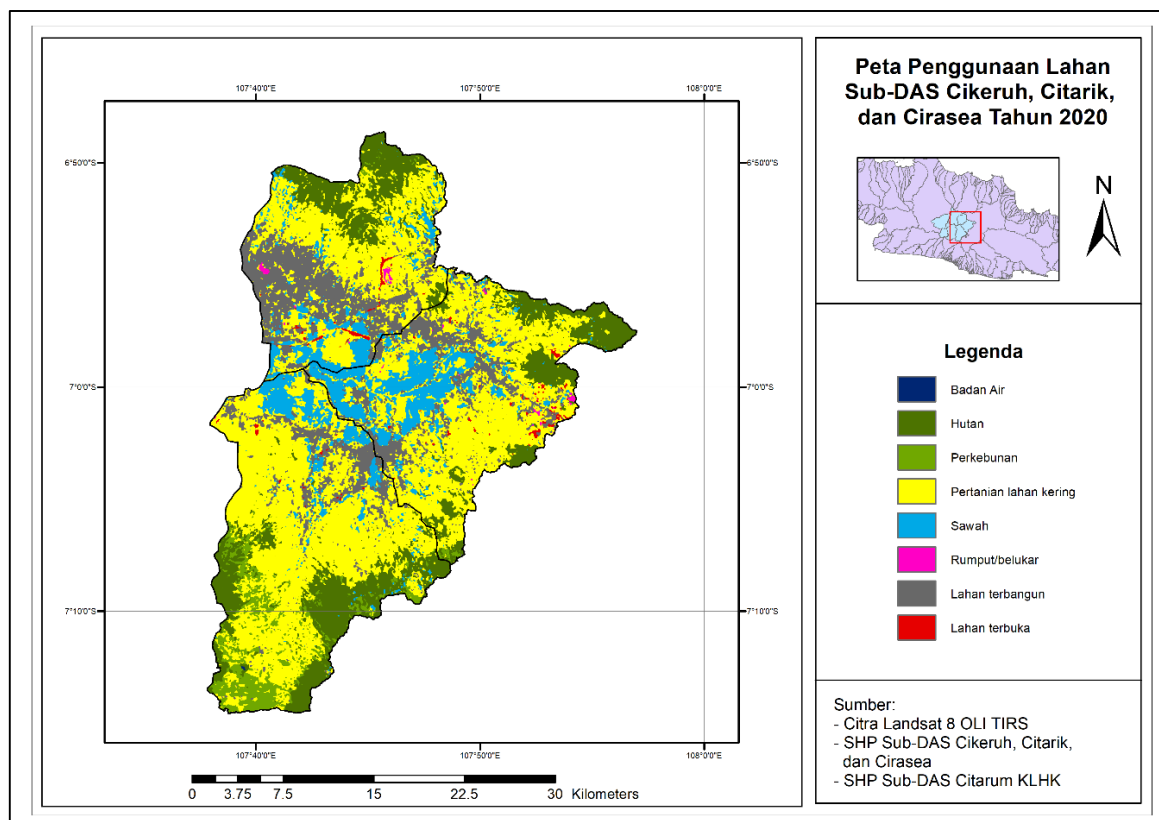 Peta Penggunaan Lahan
Sub-DAS Cikeruh, Citarik,
dan Cirasea Tahun 2020
N
107°40'0"E
107°50'0"E
108°0'0"E
6°50'0"S
6°50'0"S
7°0'0"S
7°0'0"S
7°10'0"S
7°10'0"S
107°40'0"E
107°50'0"E
108°0'0"E
0 3.75 7.5 15 22.5 30 Kilometers
Legenda
Badan Air
Hutan
Perkebunan
Pertanian lahan kering
Sawah
Rumput/belukar
Lahan terbangun
Lahan terbuka
Sumber:
- Citra Landsat 8 OLI TIRS
- SHP Sub-DAS Cikeruh, Citarik,
dan Cirasea
- SHP Sub-DAS Citarum KLHK